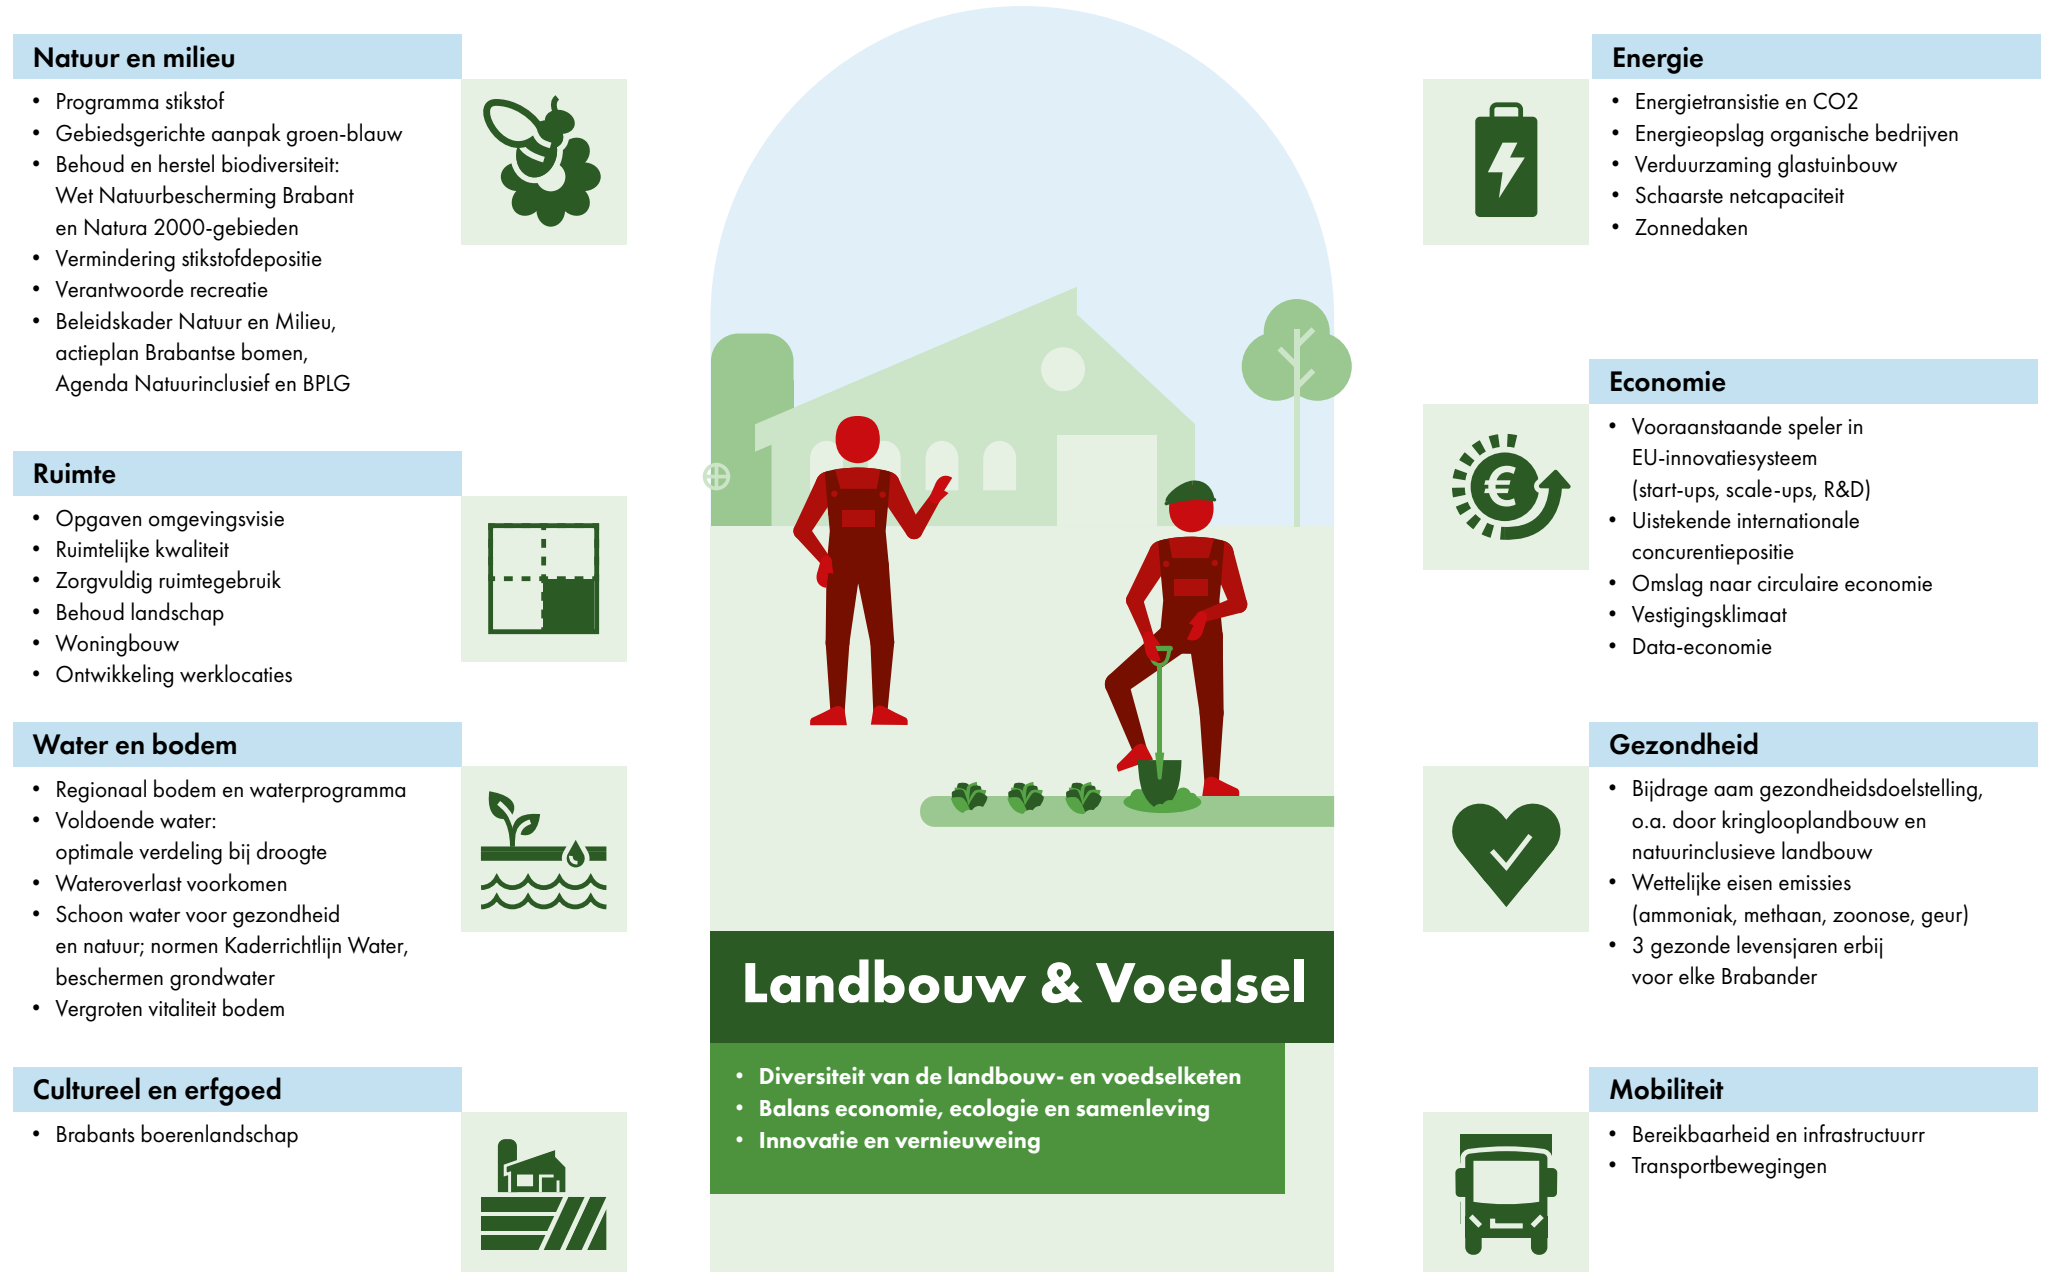 Natuur en milieu
• Programma stikstof
• Gebiedsgerichte aanpak groen-blauw
• Behoud en herstel biodiversiteit:
Wet Natuurbescherming Brabant
en Natura 2000-gebieden
• Vermindering stikstofdepositie
• Verantwoorde recreatie
• Beleidskader Natuur en Milieu,
actieplan Brabantse bomen,
Agenda Natuurinclusief en BPLG
Ruimte
• Opgaven omgevingsvisie
• Ruimtelijke kwaliteit
• Zorgvuldig ruimtegebruik
• Behoud landschap
• Woningbouw
• Ontwikkeling werklocaties
Water en bodem
• Regionaal bodem en waterprogramma
• Voldoende water:
optimale verdeling bij droogte
• Wateroverlast voorkomen
• Schoon water voor gezondheid
en natuur; normen Kaderrichtlijn Water,
beschermen grondwater
• Vergroten vitaliteit bodem
Cultureel en erfgoed
• Brabants boerenlandschap
Landbouw & Voedsel
• Diversiteit van de landbouw- en voedselketen
• Balans economie, ecologie en samenleving
• Innovatie en vernieuweing
Energie
• Energietransistie en CO2
• Energieopslag organische bedrijven
• Verduurzaming glastuinbouw
• Schaarste netcapaciteit
• Zonnedaken
Economie
• Vooraanstaande speler in
EU-innovatiesysteem
(start-ups, scale-ups, R&D)
• Uistekende internationale
concurentiepositie
• Omslag naar circulaire economie
• Vestigingsklimaat
• Data-economie
Gezondheid
• Bijdrage aam gezondheidsdoelstelling,
o.a. door kringlooplandbouw en
natuurinclusieve landbouw
• Wettelijke eisen emissies
(ammoniak, methaan, zoonose, geur)
• 3 gezonde levensjaren erbij
voor elke Brabander
Mobiliteit
• Bereikbaarheid en infrastructuurr
• Transportbewegingen